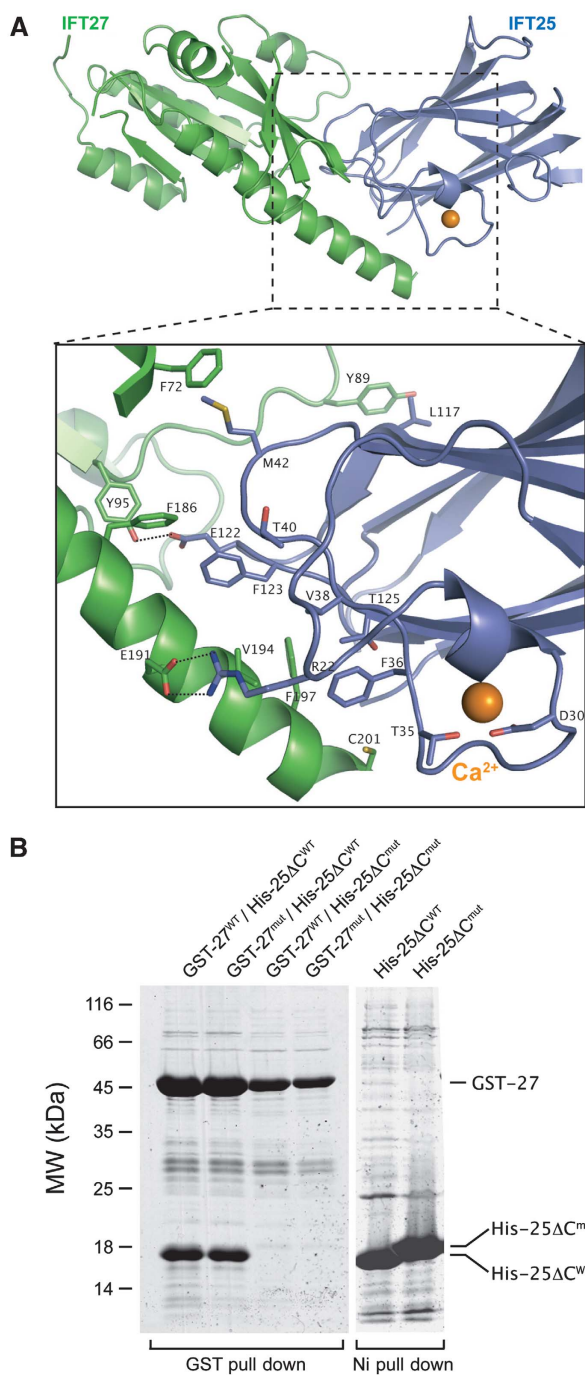 A
IFT27
IFT25
F72
Y89
L117
M42
Y95
F186
T40
E122
F123
V38
T125
E191
V194
R22
F36
F197
D30
T35
C201
Ca²⁺
B
GST-27ᵂᵀ / His-25ΔCᵂᵀ
GST-27ᵐᵘᵗ / His-25ΔCᵂᵀ
GST-27ᵂᵀ / His-25ΔCᵐᵘᵗ
GST-27ᵐᵘᵗ / His-25ΔCᵐᵘᵗ
His-25ΔCᵂᵀ
His-25ΔCᵐᵘᵗ
MW (kDa)
116
66
45
35
25
18
14
GST-27
His-25ΔCᵐ
His-25ΔCᵂ
GST pull down
Ni pull down